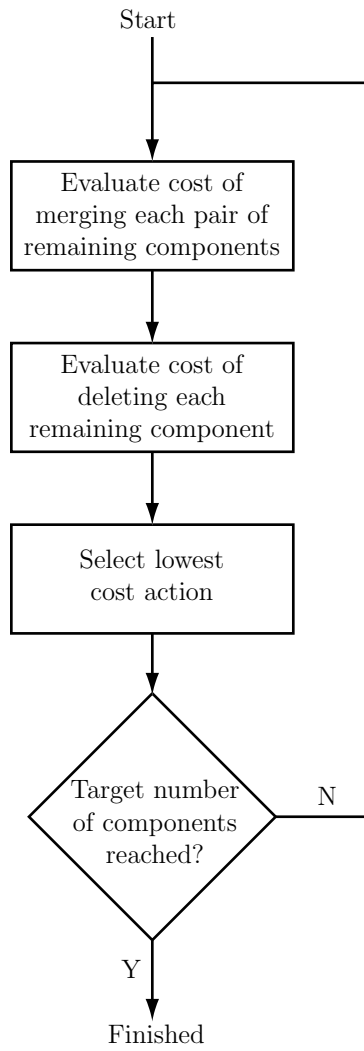 Start
Evaluate cost of
merging each pair of
remaining components
Evaluate cost of
deleting each
remaining component
Select lowest
cost action
Target number
of components
reached?
N
Y
Finished